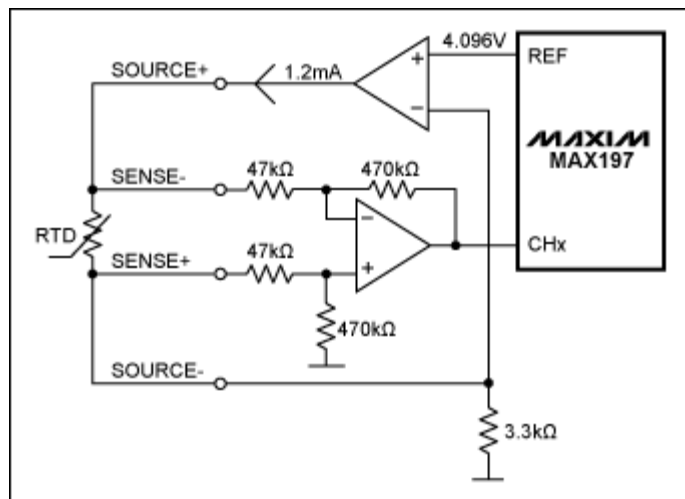 4.096V
REF
SOURCE+
1.2mA
MAXIM
MAX197
SENSE-
47kΩ
470kΩ
RTD
CHx
SENSE+
47kΩ
470kΩ
SOURCE-
3.3kΩ